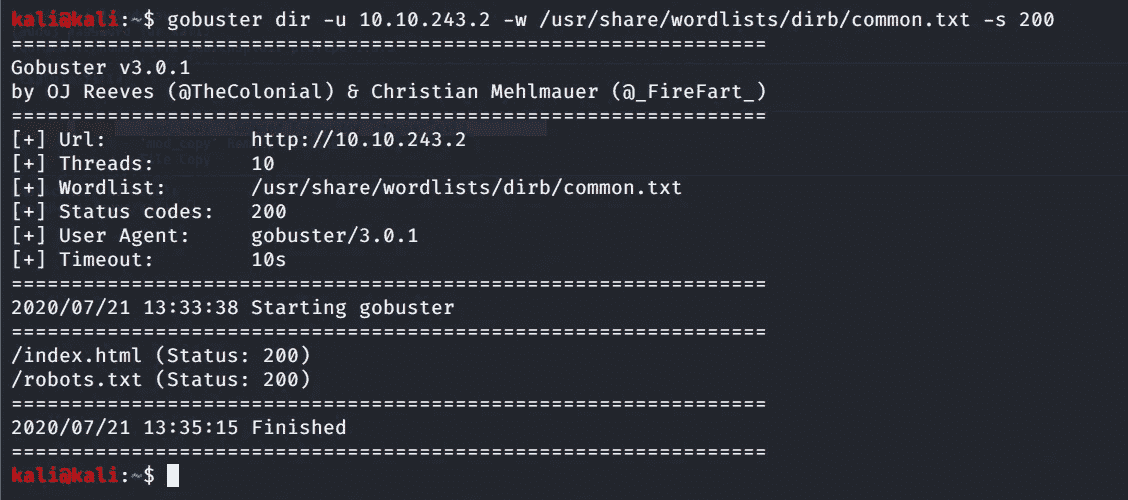 kali@kali:~$ gobuster dir -u 10.10.243.2 -w /usr/share/wordlists/dirb/common.txt -s 200
===============================================================
Gobuster v3.0.1
by OJ Reeves (@TheColonial) & Christian Mehlmauer (@_FireFart_)
===============================================================
[+] Url:            http://10.10.243.2
[+] Threads:        10
[+] Wordlist:       /usr/share/wordlists/dirb/common.txt
[+] Status codes:   200
[+] User Agent:     gobuster/3.0.1
[+] Timeout:        10s
===============================================================
2020/07/21 13:33:38 Starting gobuster
===============================================================
/index.html (Status: 200)
/robots.txt (Status: 200)
===============================================================
2020/07/21 13:35:15 Finished
===============================================================
kali@kali:~$